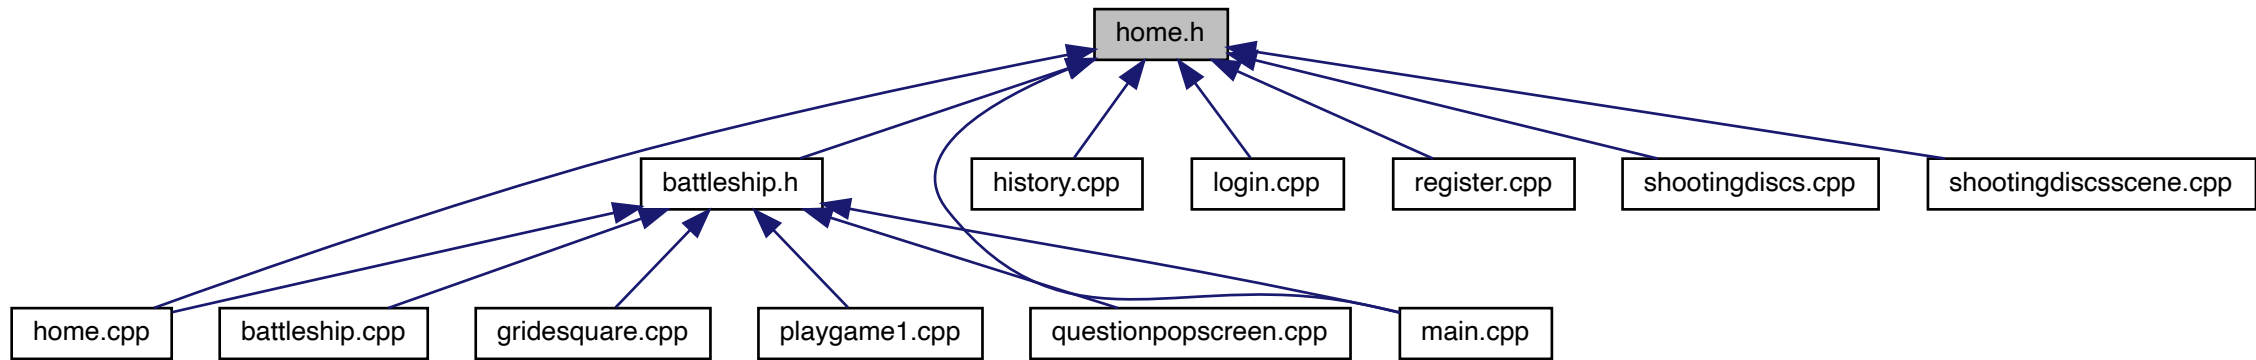 home.h
battleship.h
history.cpp
login.cpp
register.cpp
shootingdiscs.cpp
shootingdiscsscene.cpp
home.cpp
battleship.cpp
gridesquare.cpp
playgame1.cpp
questionpopscreen.cpp
main.cpp